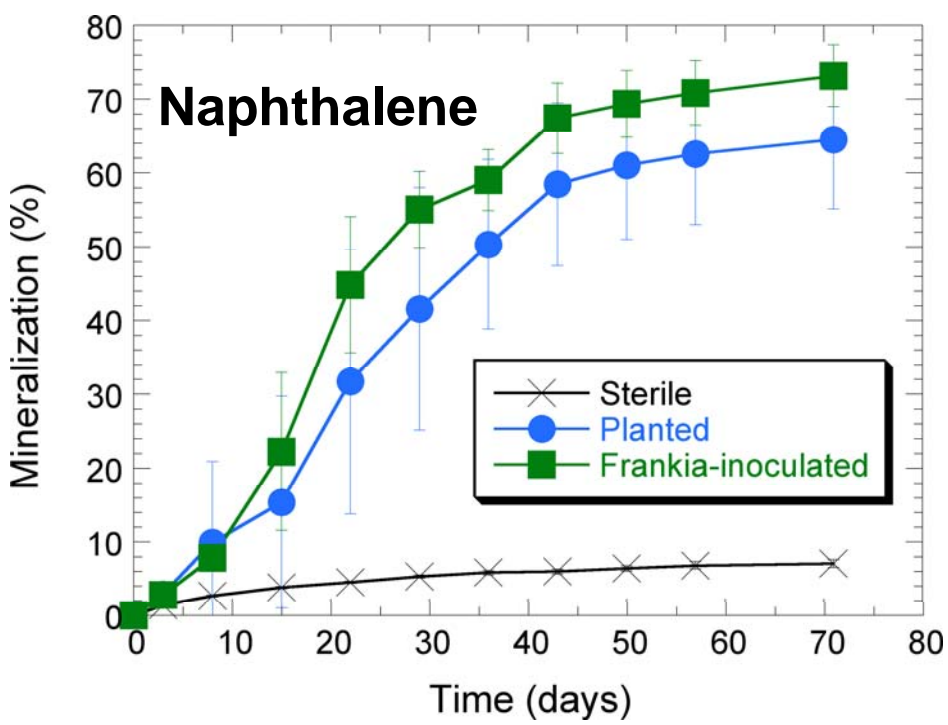 Naphthalene
Mineralization (%)
80
70
60
50
40
30
20
10
0
Sterile
Planted
Frankia-inoculated
0 10 20 30 40 50 60 70 80
Time (days)